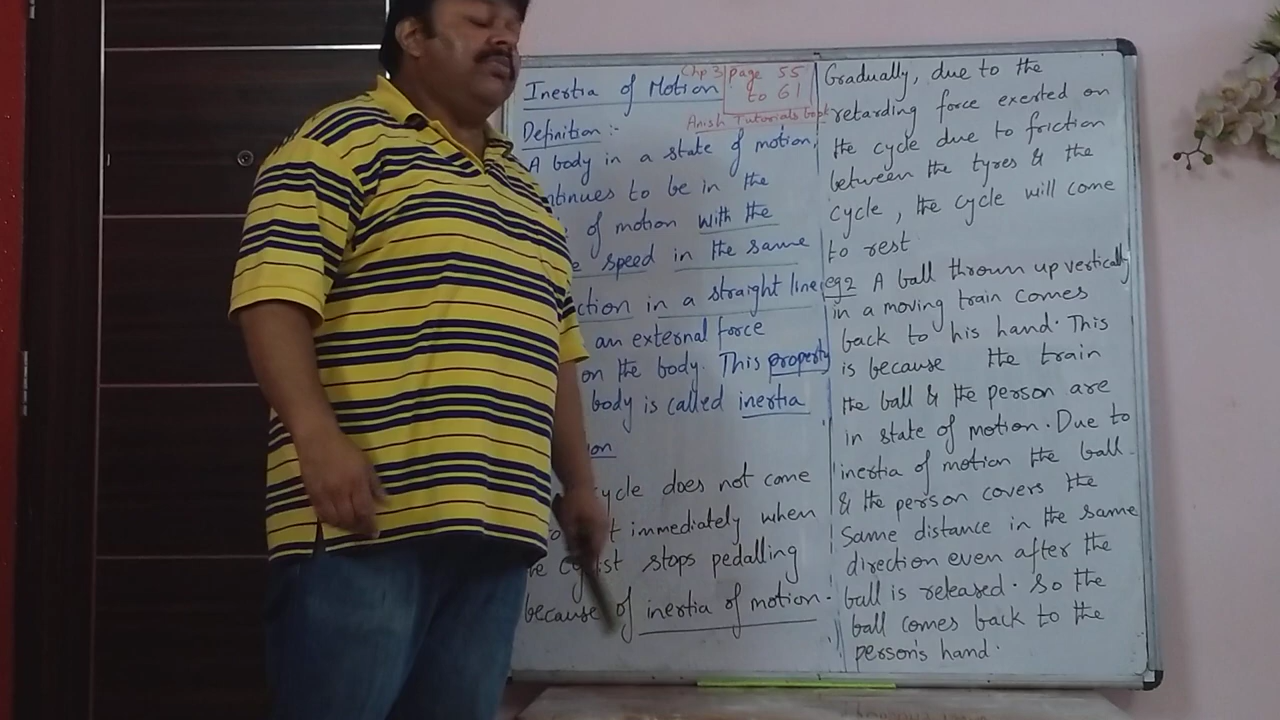 Inertia of Motion
Chp 3 page 55
to 61
Anish Tutorials book
Definition :-
A body in a state of motion,
ntinues to be in the
of motion with the
e speed in the same
ction in a straight line
an external force
on the body. This property
body is called inertia
on
ycle does not come
t immediately when
e cyclist stops pedalling
because of inertia of motion.
Gradually, due to the
retarding force exerted on
the cycle due to friction
between the tyres & the
cycle, the cycle will come
to rest
eg2 A ball thrown up vertically
in a moving train comes
back to his hand. This
is because the train
the ball & the person are
in state of motion. Due to
inertia of motion the ball
& the person covers the
same distance in the same
direction even after the
ball is released. So the
ball comes back to the
person's hand.